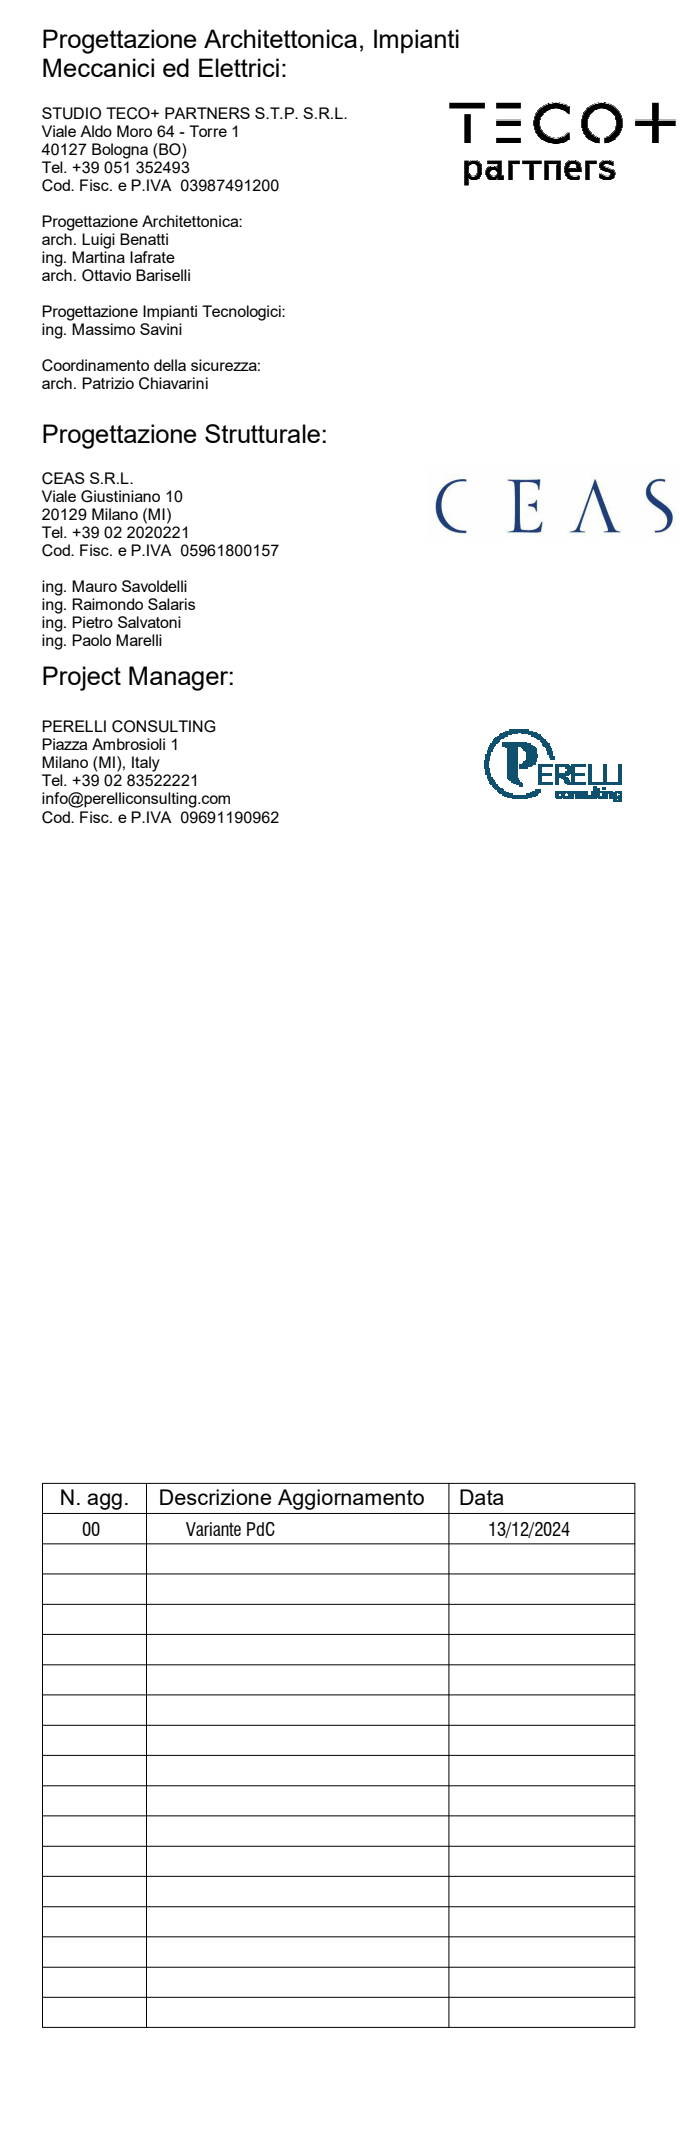 Progettazione Architettonica, Impianti
Meccanici ed Elettrici:
STUDIO TECO+ PARTNERS S.T.P. S.R.L.
Viale Aldo Moro 64 - Torre 1
40127 Bologna (BO)
Tel. +39 051 352493
Cod. Fisc. e P.IVA 03987491200
TECO+
partners
Progettazione Architettonica:
arch. Luigi Benatti
ing. Martina Iafrate
arch. Ottavio Bariselli
Progettazione Impianti Tecnologici:
ing. Massimo Savini
Coordinamento della sicurezza:
arch. Patrizio Chiavarini
Progettazione Strutturale:
CEAS S.R.L.
Viale Giustiniano 10
20129 Milano (MI)
Tel. +39 02 2020221
Cod. Fisc. e P.IVA 05961800157
CEAS
ing. Mauro Savoldelli
ing. Raimondo Salaris
ing. Pietro Salvatoni
ing. Paolo Marelli
Project Manager:
PERELLI CONSULTING
Piazza Ambrosioli 1
Milano (MI), Italy
Tel. +39 02 83522221
info@perelliconsulting.com
Cod. Fisc. e P.IVA 09691190962
PERELLI
consulting
N. agg. Descrizione Aggiornamento Data
00 Variante PdC 13/12/2024